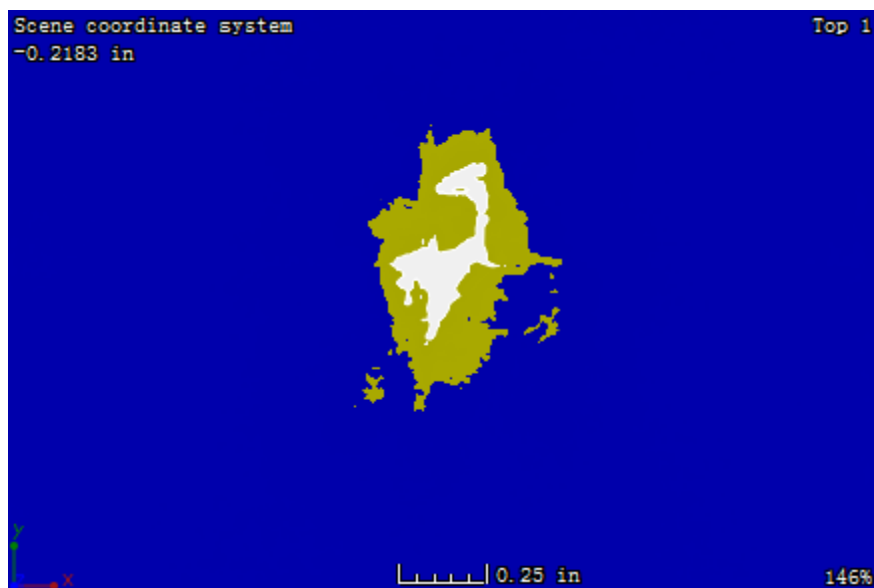 Scene coordinate system Top 1
-0.2183 in
y
x
0.25 in 146%